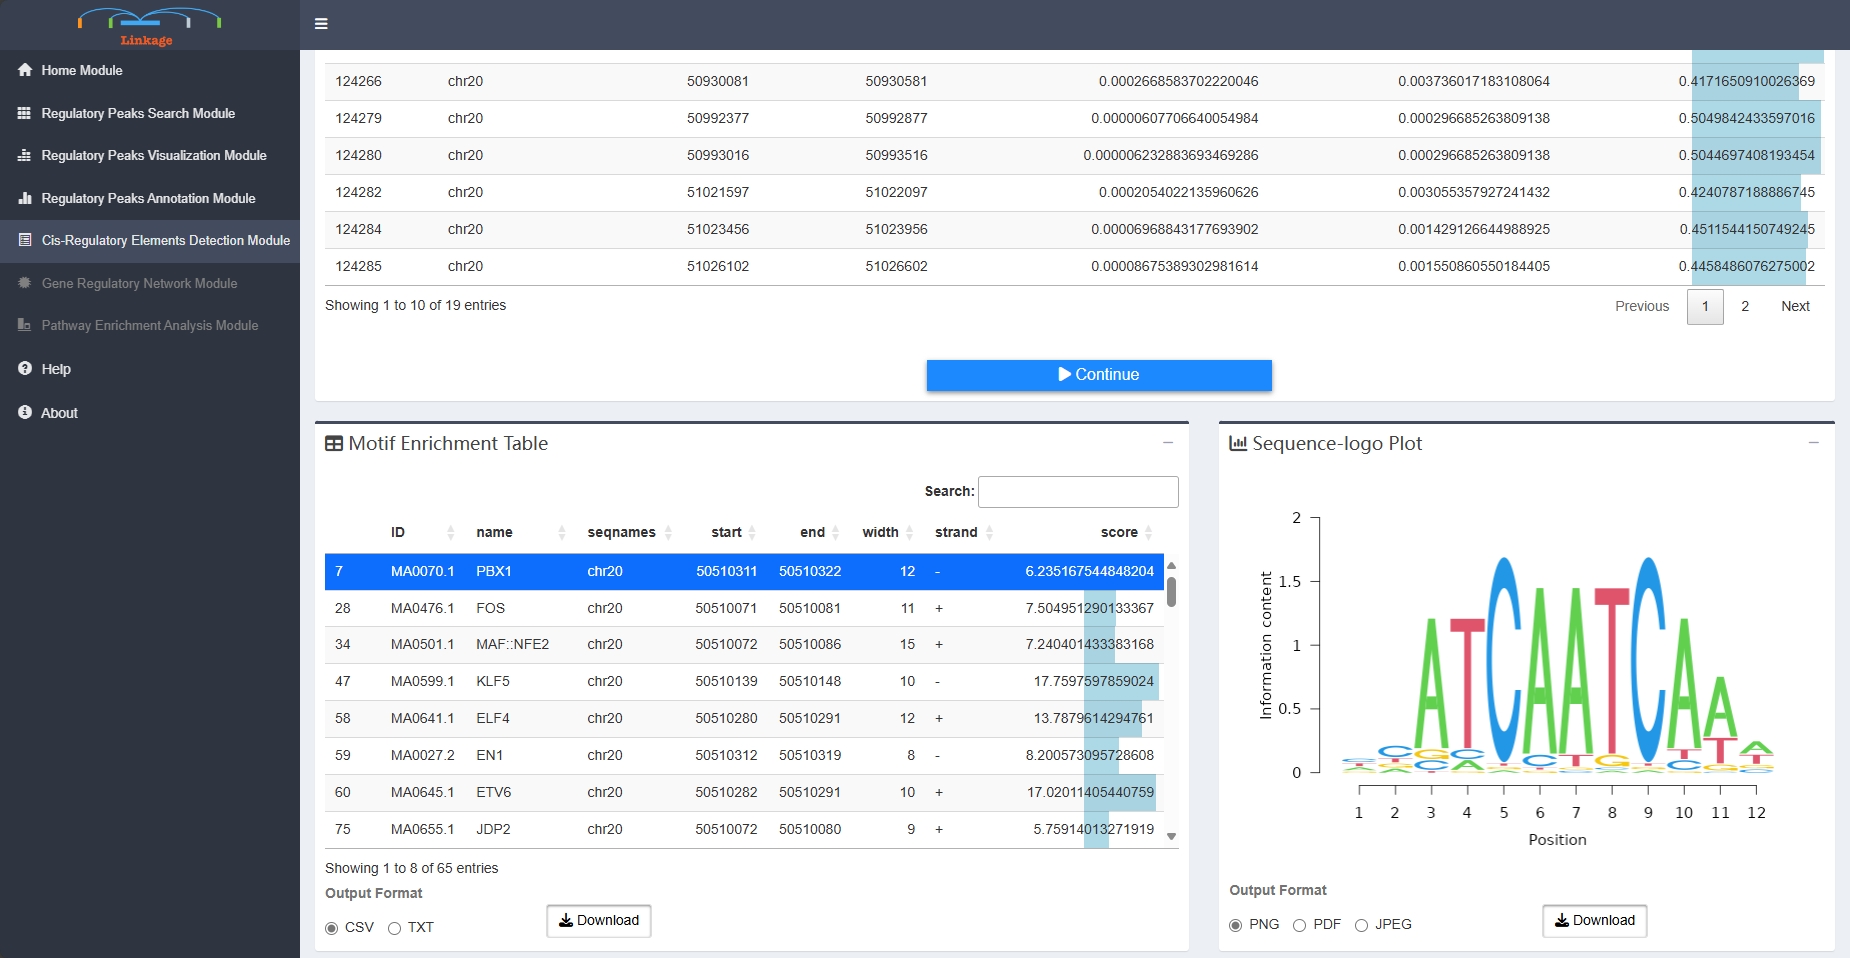 Linkage
Home Module
Regulatory Peaks Search Module
Regulatory Peaks Visualization Module
Regulatory Peaks Annotation Module
Cis-Regulatory Elements Detection Module
Gene Regulatory Network Module
Pathway Enrichment Analysis Module
Help
About
124266 chr20 50930081 50930581 0.0002668583702220046 0.003736017183108064 0.4171650910026369
124279 chr20 50992377 50992877 0.00000607706640054984 0.000296685263809138 0.5049842433597016
124280 chr20 50993016 50993516 0.000006232883693469286 0.000296685263809138 0.5044697408193454
124282 chr20 51021597 51022097 0.0002054022135960626 0.003055357927241432 0.4240787188886745
124284 chr20 51023456 51023956 0.00006968843177693902 0.001429126644988925 0.4511544150749245
124285 chr20 51026102 51026602 0.00008675389302981614 0.001550860550184405 0.4458486076275002
Showing 1 to 10 of 19 entries
Previous 1 2 Next
Continue
Motif Enrichment Table
Search:
ID name seqnames start end width strand score
7 MA0070.1 PBX1 chr20 50510311 50510322 12 - 6.235167544848204
28 MA0476.1 FOS chr20 50510071 50510081 11 + 7.504951290133367
34 MA0501.1 MAF::NFE2 chr20 50510072 50510086 15 + 7.240401433383168
47 MA0599.1 KLF5 chr20 50510139 50510148 10 - 17.7597597859024
58 MA0641.1 ELF4 chr20 50510280 50510291 12 + 13.7879614294761
59 MA0027.2 EN1 chr20 50510312 50510319 8 - 8.200573095728608
60 MA0645.1 ETV6 chr20 50510282 50510291 10 + 17.02011405440759
75 MA0655.1 JDP2 chr20 50510072 50510080 9 + 5.75914013271919
Showing 1 to 8 of 65 entries
Output Format
CSV TXT
Download
Sequence-logo Plot
Information content
2
1.5
1
0.5
0
ATCAATCAA
1 2 3 4 5 6 7 8 9 10 11 12
Position
Output Format
PNG PDF JPEG
Download